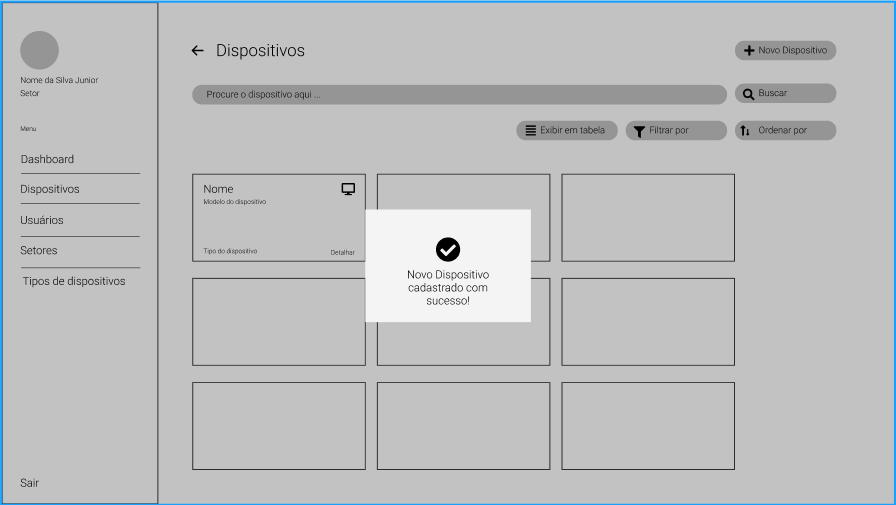 Nome da Silva Junior
Setor
Menu
Dashboard
Dispositivos
Usuários
Setores
Tipos de dispositivos
Sair
Dispositivos
Novo Dispositivo
Procure o dispositivo aqui ...
Buscar
Exibir em tabela
Filtrar por
Ordenar por
Nome
Modelo do dispositivo
Tipo do dispositivo
Detalhar
Novo Dispositivo
cadastrado com
sucesso!